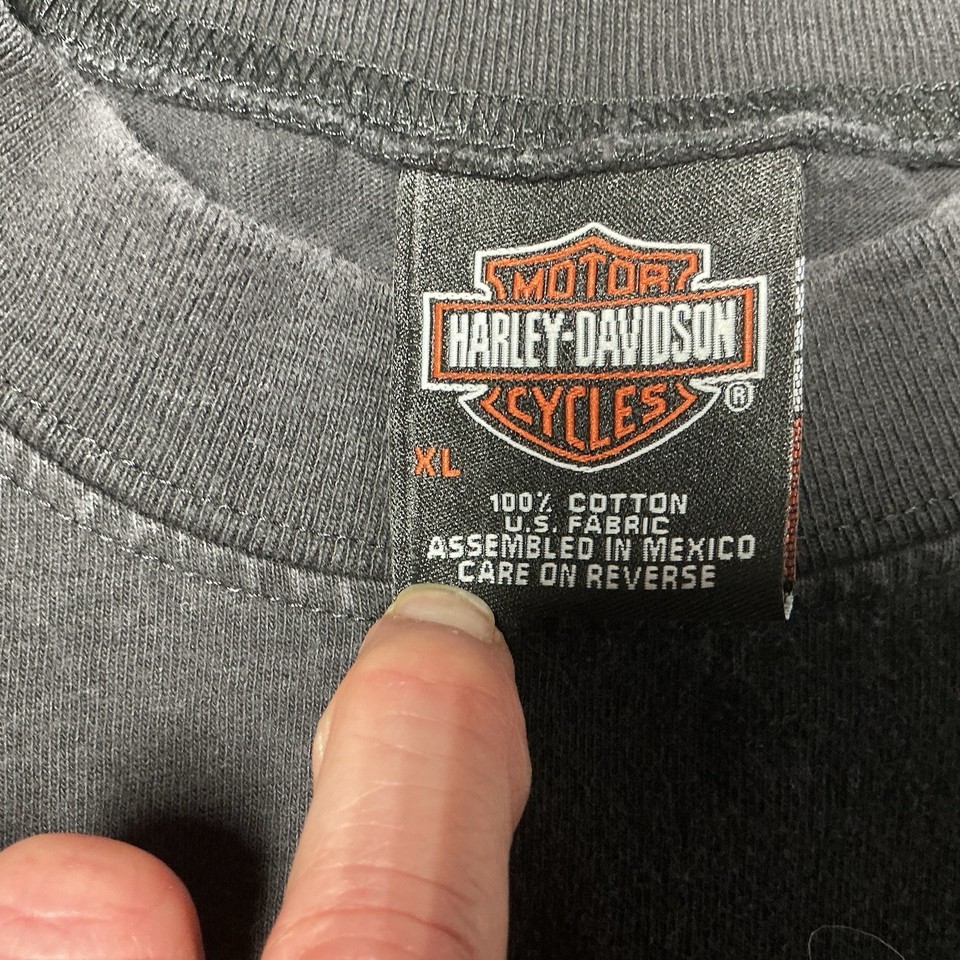 MOTOR
HARLEY-DAVIDSON
CYCLES
®
XL
100% COTTON
U.S. FABRIC
ASSEMBLED IN MEXICO
CARE ON REVERSE